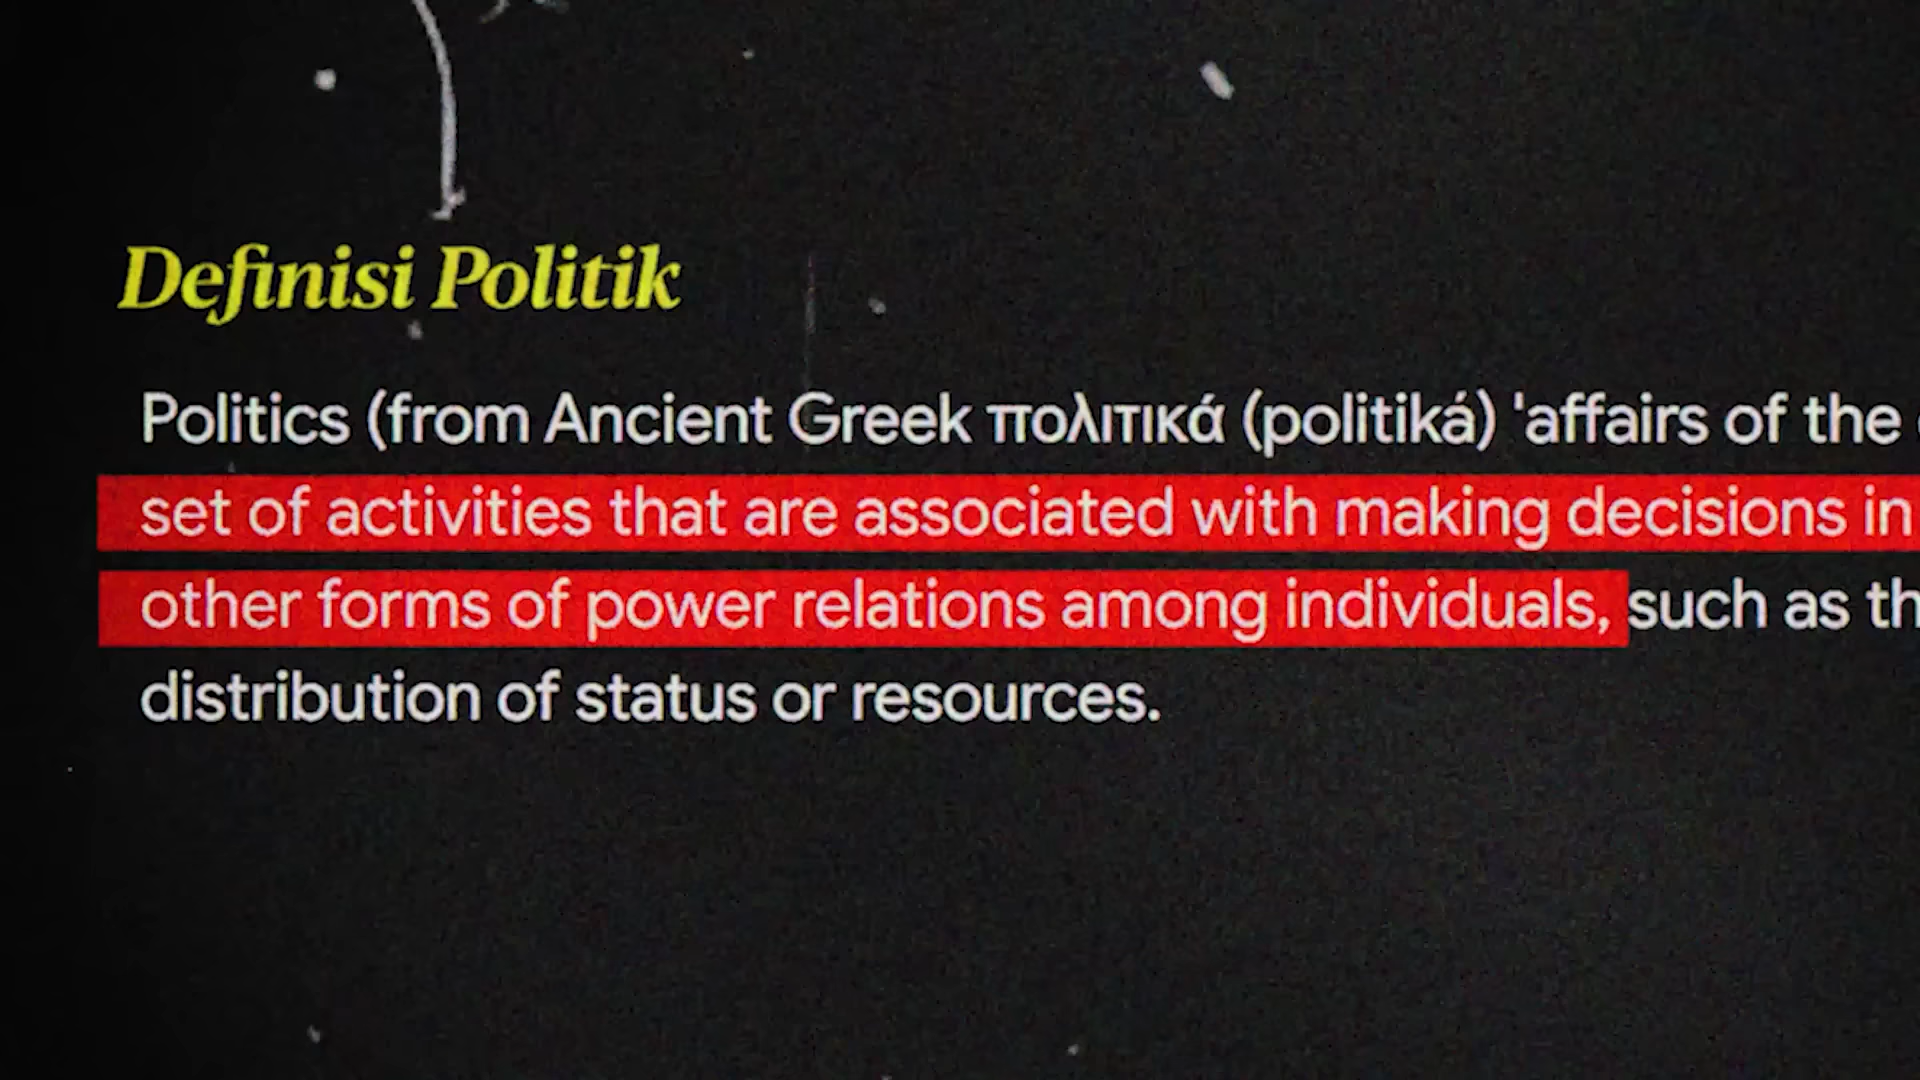 Definisi Politik
Politics (from Ancient Greek πολιτικά (politiká) 'affairs of the
set of activities that are associated with making decisions in
other forms of power relations among individuals, such as
distribution of status or resources.